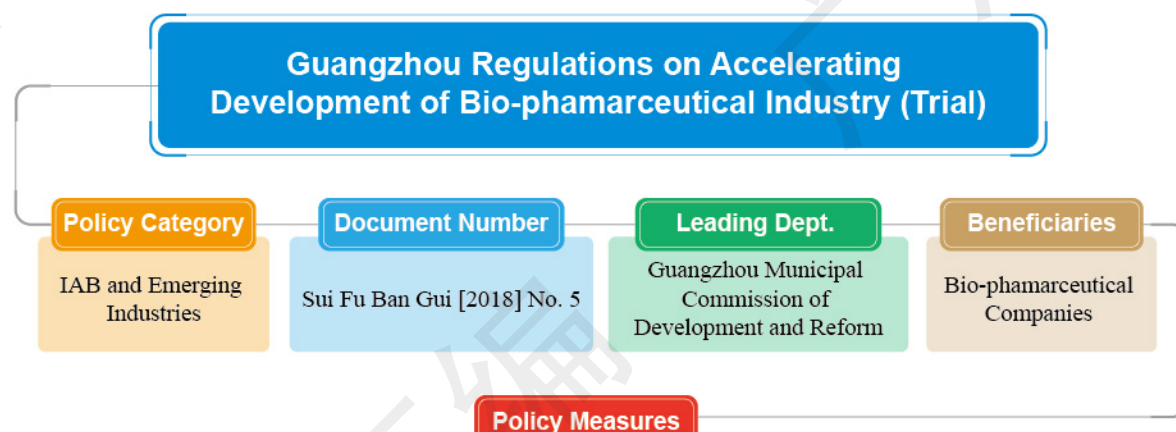 Guangzhou Regulations on Accelerating
Development of Bio-phamarceutical Industry (Trial)
Policy Category
IAB and Emerging
Industries
Document Number
Sui Fu Ban Gui [2018] No. 5
Leading Dept.
Guangzhou Municipal
Commission of
Development and Reform
Beneficiaries
Bio-phamarceutical
Companies
Policy Measures